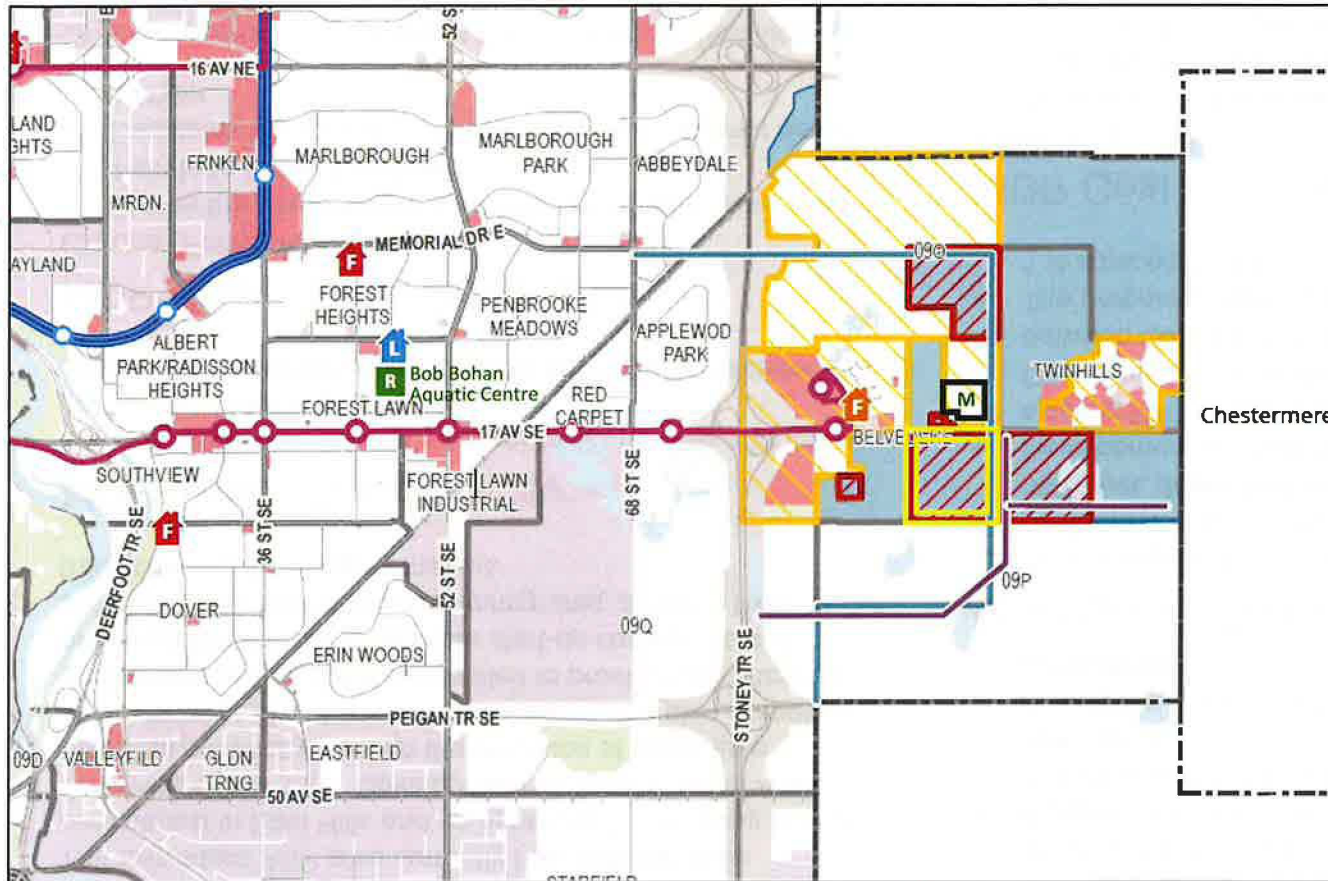 52 S
16 AV NE
LAND
GHTS
FRNKLN
MARLBOROUGH
MARLBOROUGH
PARK
ABBEYDALE
MRDN.
MEMORIAL DR E
09O
AYLAND
F
FOREST
HEIGHTS
PENBROOKE
MEADOWS
APPLEWOD
PARK
ALBERT
PARK/RADISSON
HEIGHTS
L
R
Bob Bohan
Aquatic Centre
TWINHILLS
RED
CARPET
FOREST LAWN
F
M
Chestermere
17 AV SE
SOUTHVIEW
FOREST LAWN
INDUSTRIAL
68 ST SE
F
DEERFOOT TR SE
36 ST SE
52 ST SE
09P
DOVER
09Q
ERIN WOODS
STONEY TR SE
PEIGAN TR SE
09D
VALLEYFILD
GLDN
TRNG.
EASTFIELD
50 AV SE